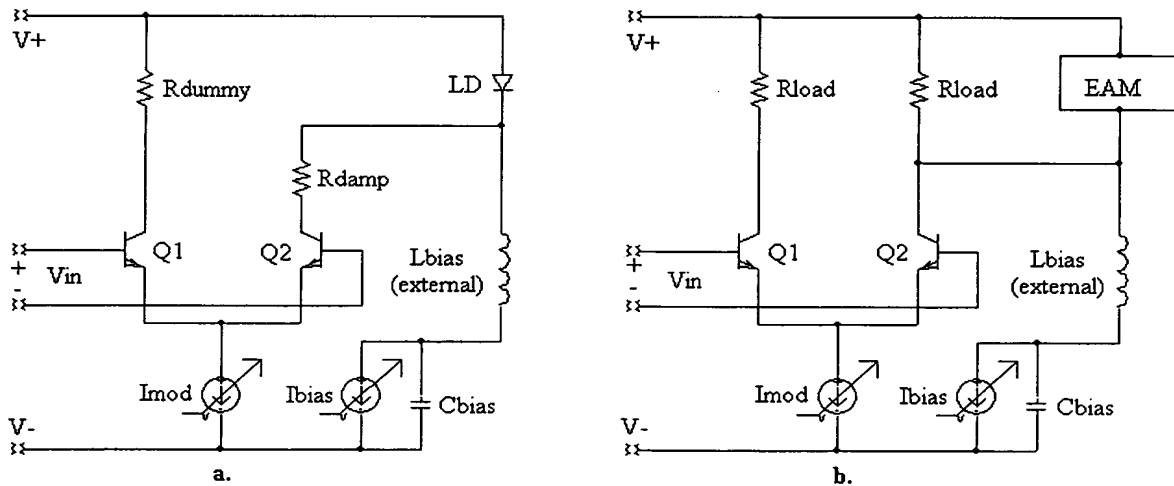 V+
Rdummy
LD
Rdamp
Q1
Q2
+
Vin
-
Lbias
(external)
Imod
Ibias
Cbias
V-
a.
V+
Rload
Rload
EAM
Q1
Q2
+
Vin
-
Lbias
(external)
Imod
Ibias
Cbias
V-
b.